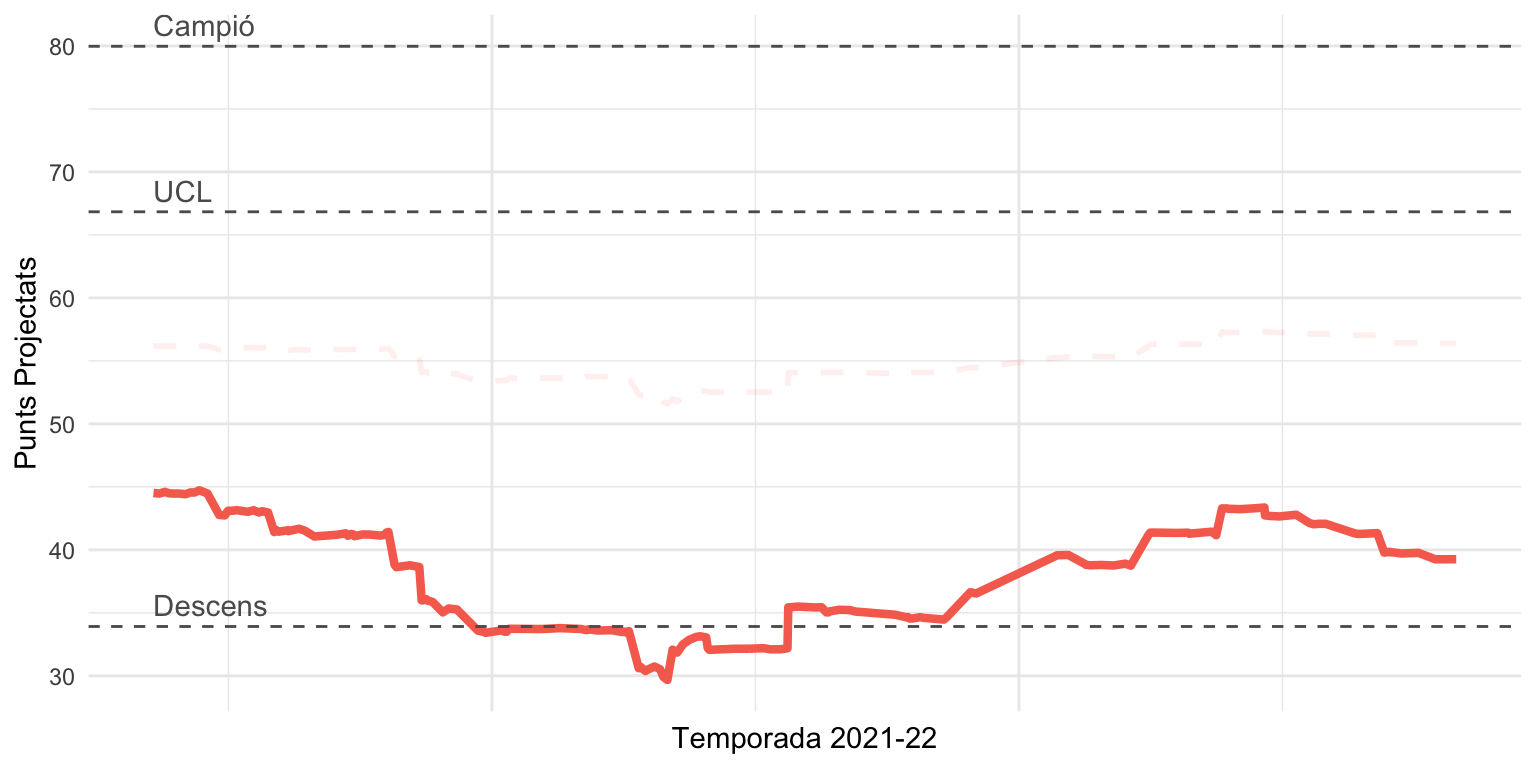 Campió
80
70
UCL
60
50
40
Descens
30
Punts Projectats
Temporada 2021-22